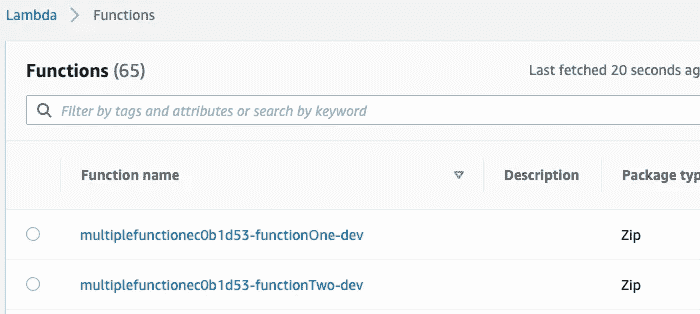 Lambda > Functions
Functions (65)
Last fetched 20 seconds ag
Filter by tags and attributes or search by keyword
Function name Description Package typ
multiplefunctionec0b1d53-functionOne-dev Zip
multiplefunctionec0b1d53-functionTwo-dev Zip